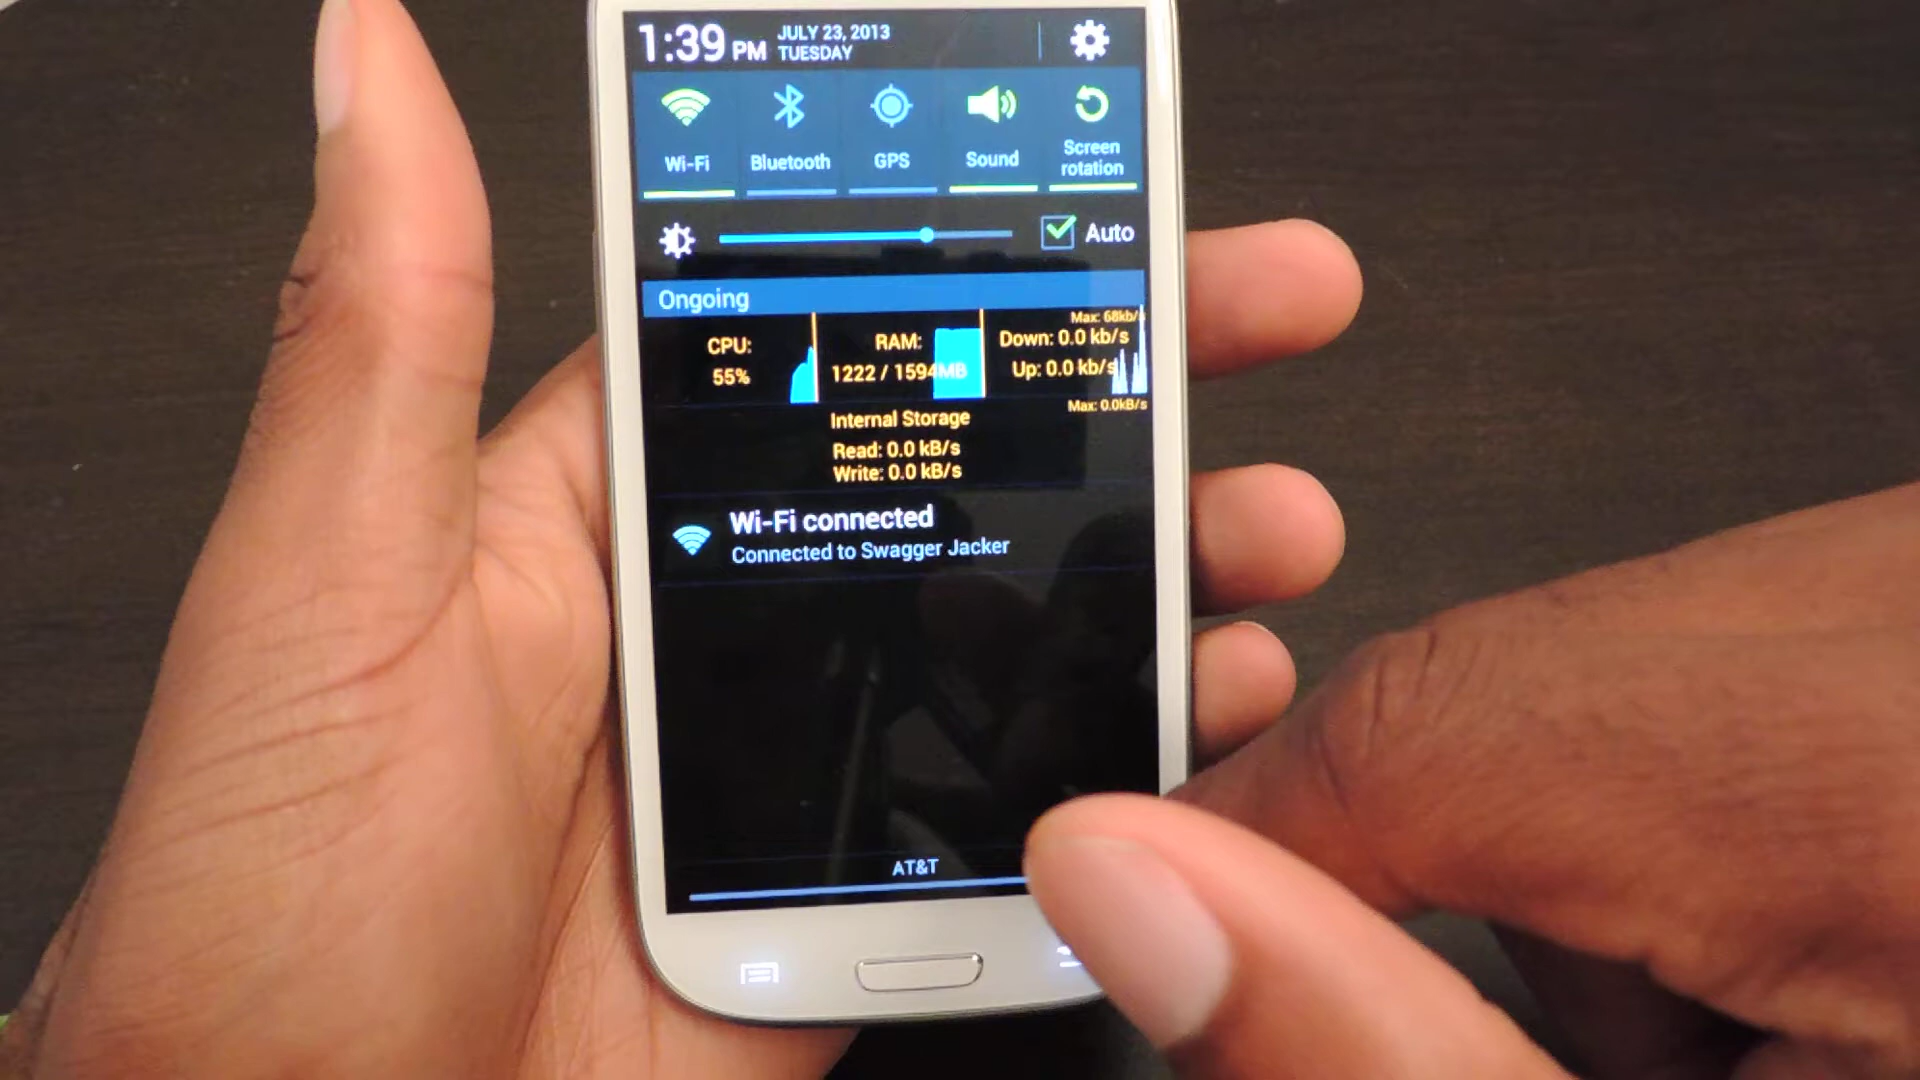 1:39 PM
JULY 23, 2013
TUESDAY
Wi-Fi
Bluetooth
GPS
Sound
Screen
rotation
Auto
Ongoing
CPU:
55%
RAM:
1222 / 1594MB
Max: 68kb/s
Down: 0.0 kb/s
Up: 0.0 kb/s
Max: 0.0kB/s
Internal Storage
Read: 0.0 kB/s
Write: 0.0 kB/s
Wi-Fi connected
Connected to Swagger Jacker
AT&T